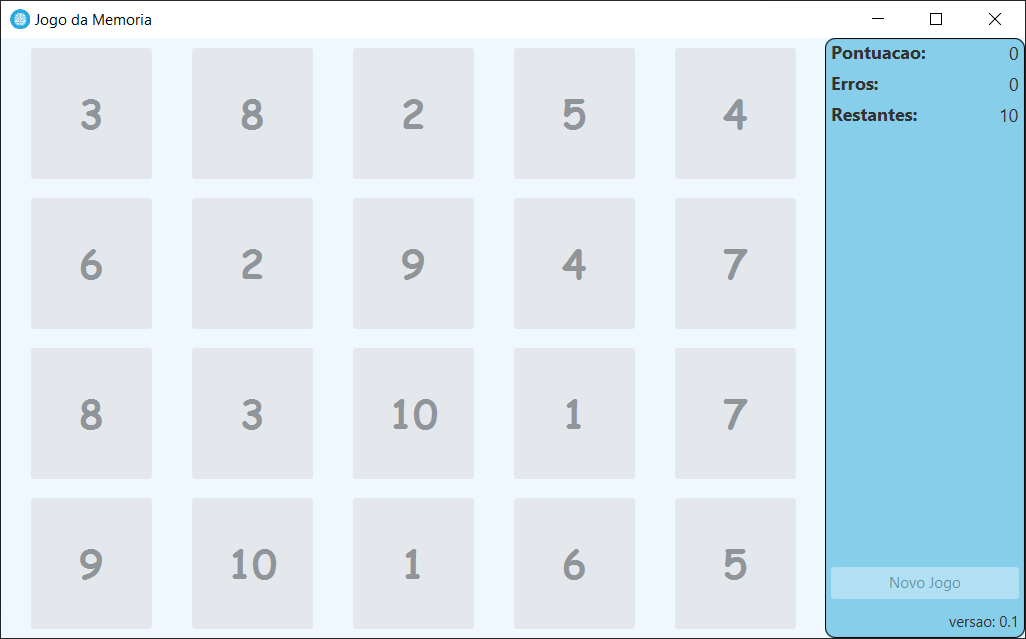 Jogo da Memoria
3 8 2 5 4
6 2 9 4 7
8 3 10 1 7
9 10 1 6 5
Pontuacao: 0
Erros: 0
Restantes: 10
Novo Jogo
versao: 0.1